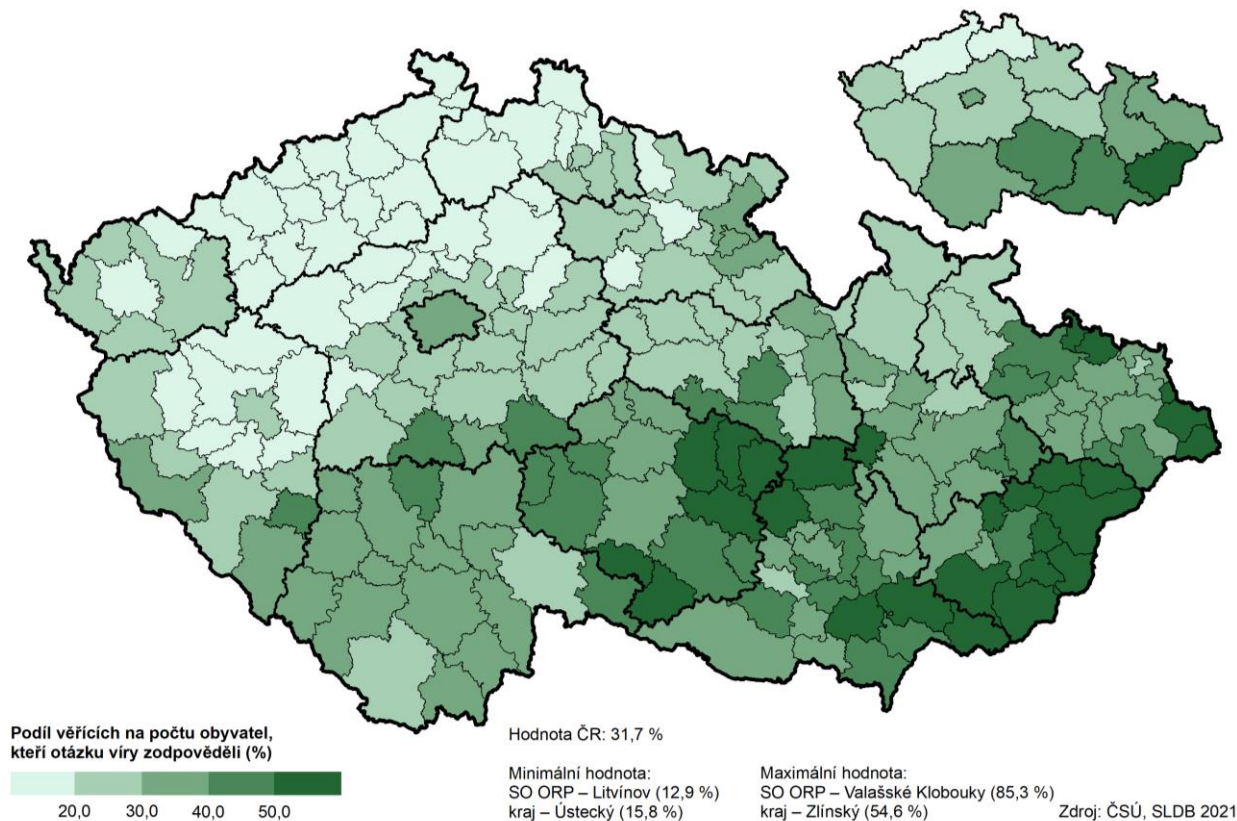 Podíl věřících na počtu obyvatel,
kteří otázku víry zodpověděli (%)
20,0 30,0 40,0 50,0
Hodnota ČR: 31,7 %
Minimální hodnota:
SO ORP – Litvínov (12,9 %)
kraj – Ústecký (15,8 %)
Maximální hodnota:
SO ORP – Valašské Klobouky (85,3 %)
kraj – Zlínský (54,6 %)
Zdroj: ČSÚ, SLDB 2021